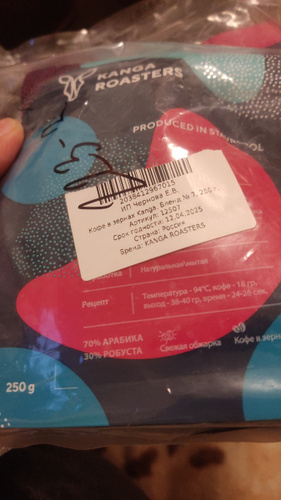 KANGA
ROASTERS
PRODUCED IN
2038612967015
ИП Чернова Е.В.
Кофе в зернах Kanga, Бленд № 7, 250 г
Артикул: 12507
Срок годности: 12.04.2025
Страна: Россия
Бренд: KANGA ROASTERS
Натуральная/мытая
Рецепт
Температура - 94°C, кофе - 18 гр,
выход - 38-40 гр, время - 24-26 сек.
70% АРАБИКА
30% РОБУСТА
Свежая обжарка
Кофе в зерн
250 g